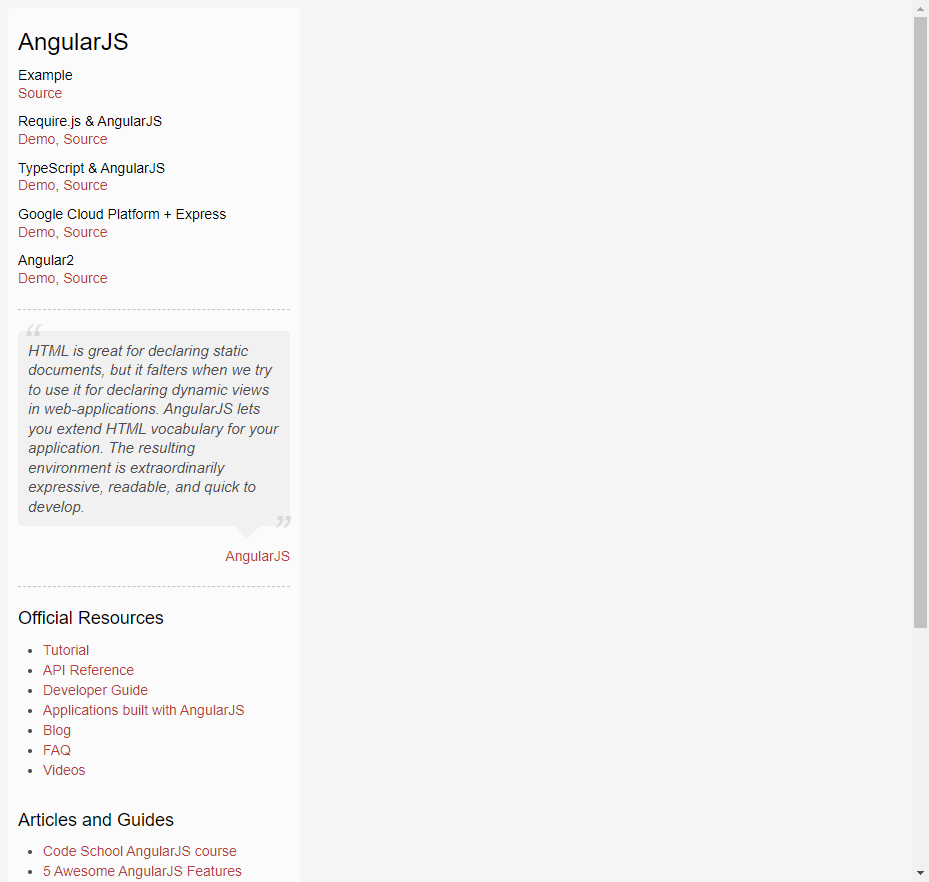 AngularJS
Example
Source
Require.js & AngularJS
Demo, Source
TypeScript & AngularJS
Demo, Source
Google Cloud Platform + Express
Demo, Source
Angular2
Demo, Source
“
HTML is great for declaring static
documents, but it falters when we try
to use it for declaring dynamic views
in web-applications. AngularJS lets
you extend HTML vocabulary for your
application. The resulting
environment is extraordinarily
expressive, readable, and quick to
develop.
”
AngularJS
Official Resources
• Tutorial
• API Reference
• Developer Guide
• Applications built with AngularJS
• Blog
• FAQ
• Videos
Articles and Guides
• Code School AngularJS course
• 5 Awesome AngularJS Features